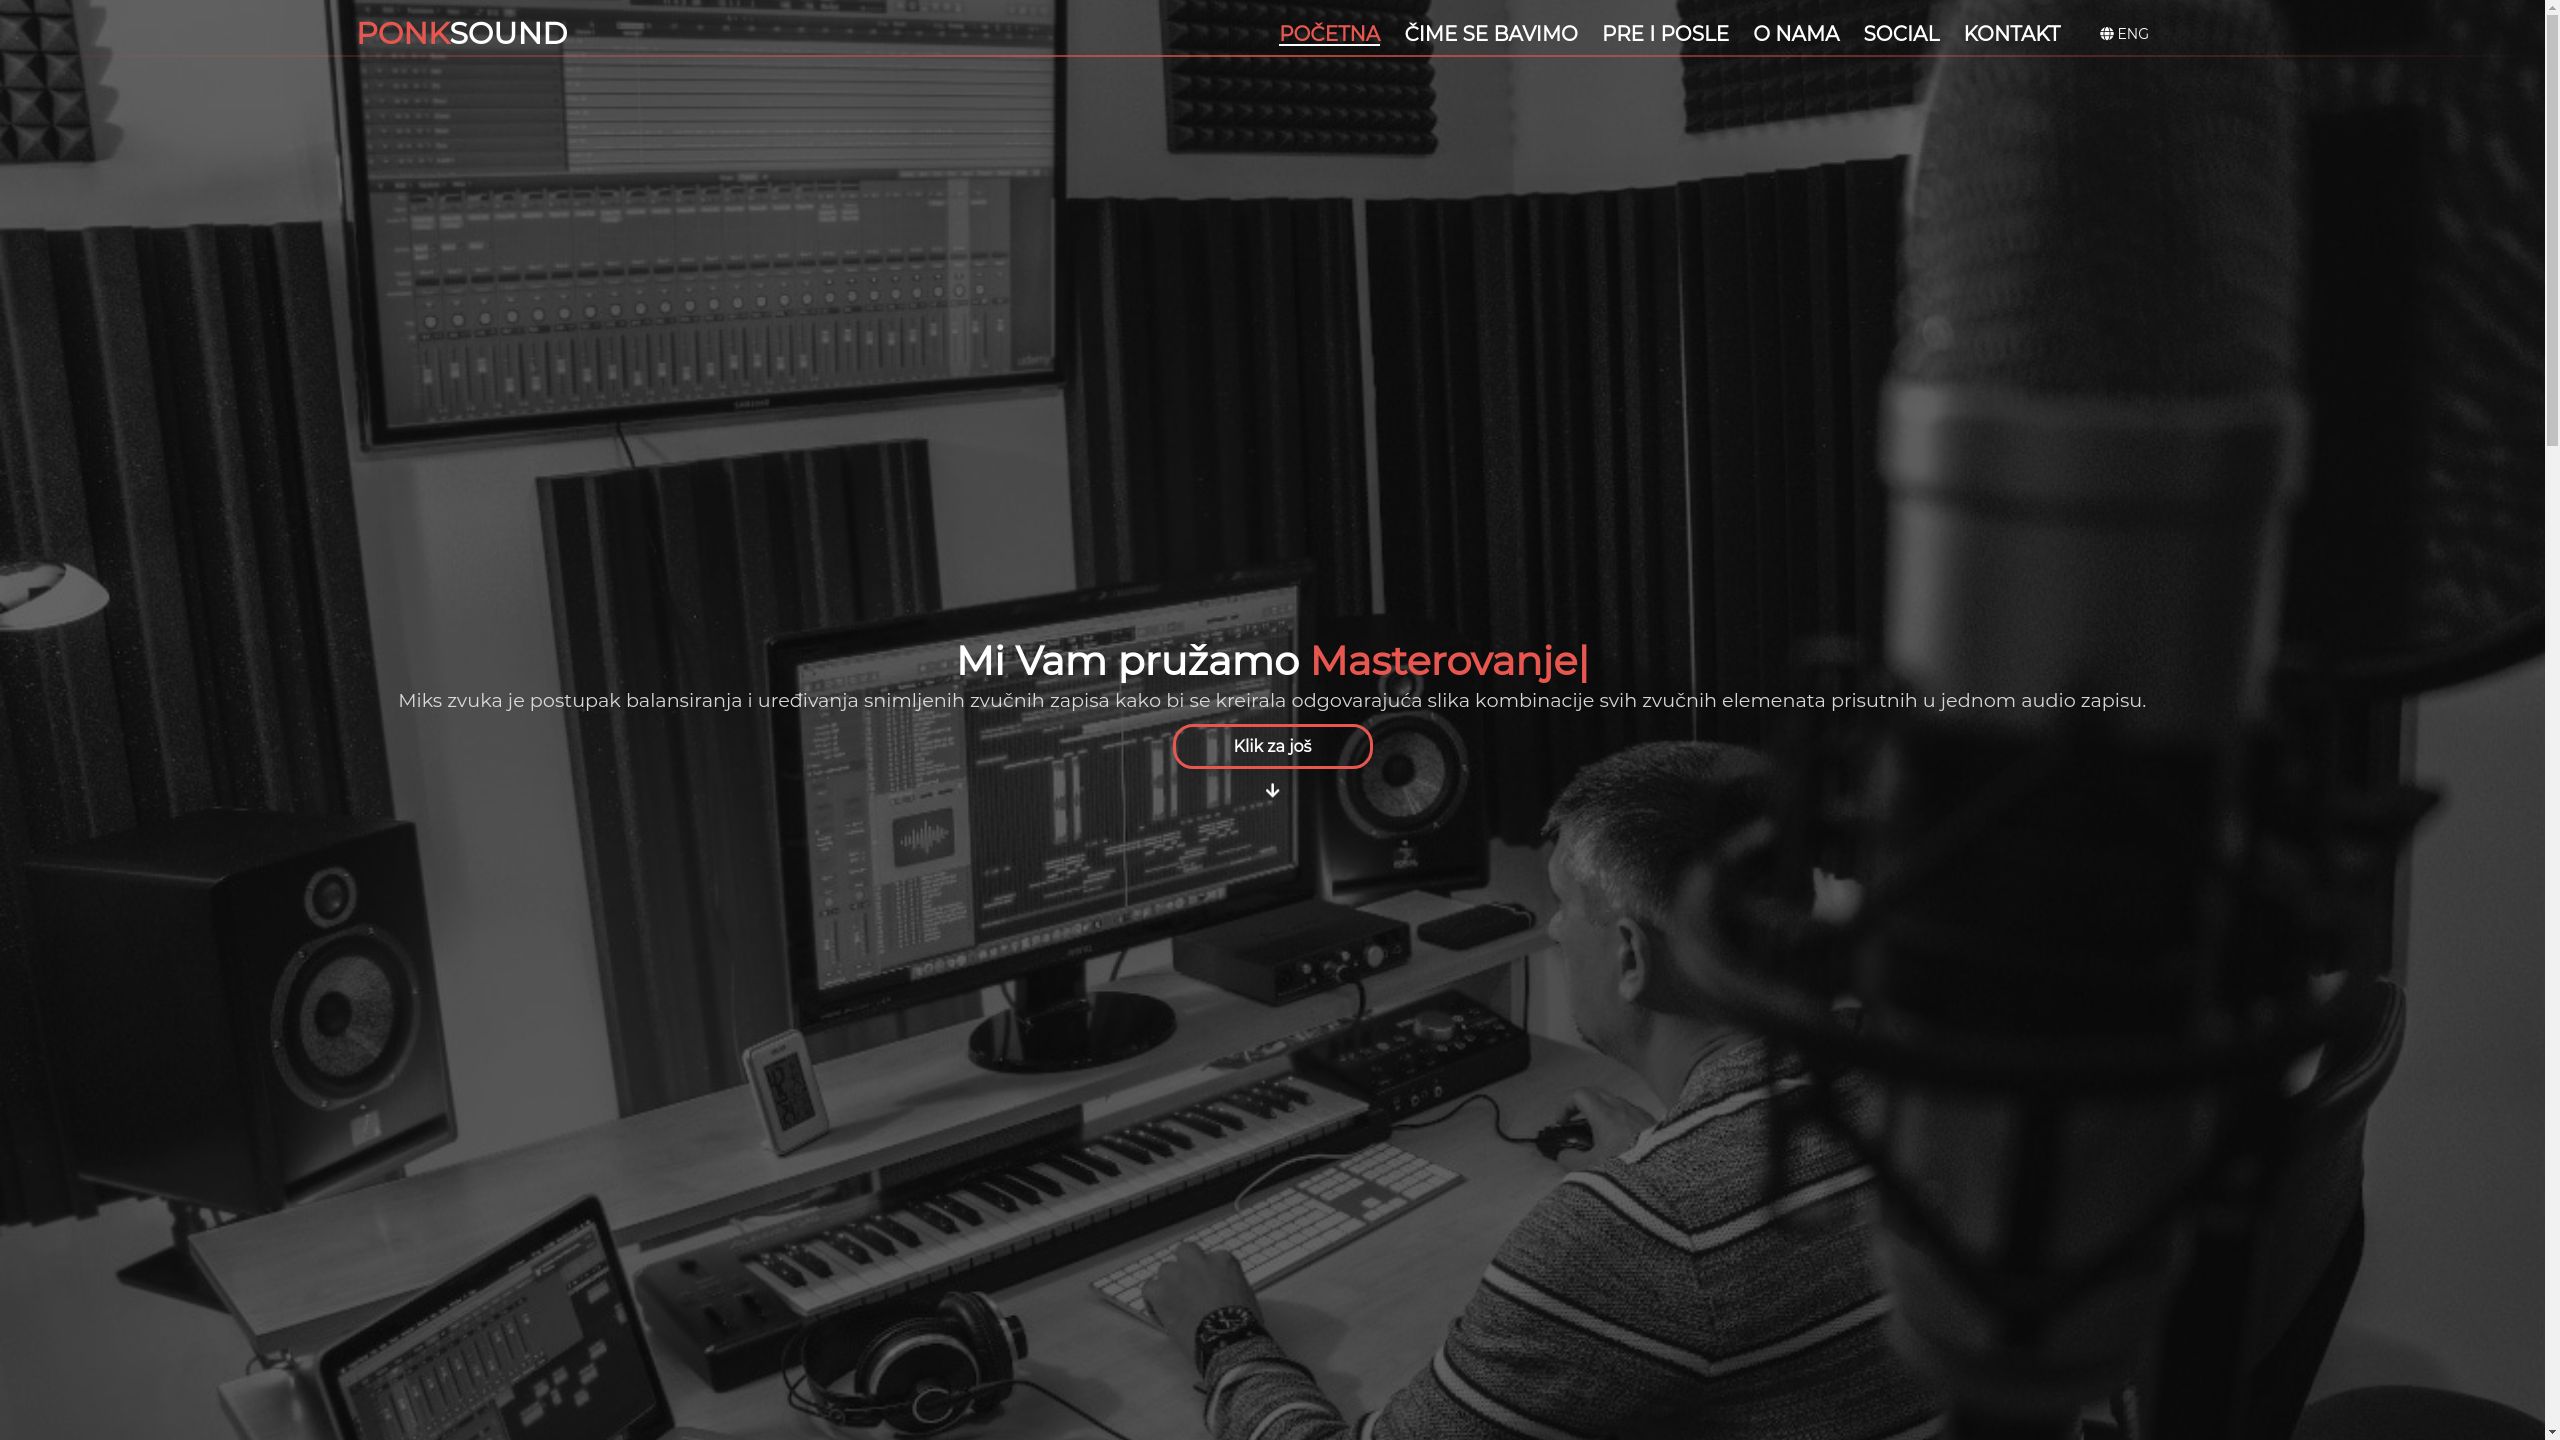 PONKSOUND
POČETNA ČIME SE BAVIMO PRE I POSLE O NAMA SOCIAL KONTAKT ENG
Mi Vam pružamo Masterovanje|
Miks zvuka je postupak balansiranja i uređivanja snimljenih zvučnih zapisa kako bi se kreirala odgovarajuća slika kombinacije svih zvučnih elemenata prisutnih u jednom audio zapisu.
Klik za još